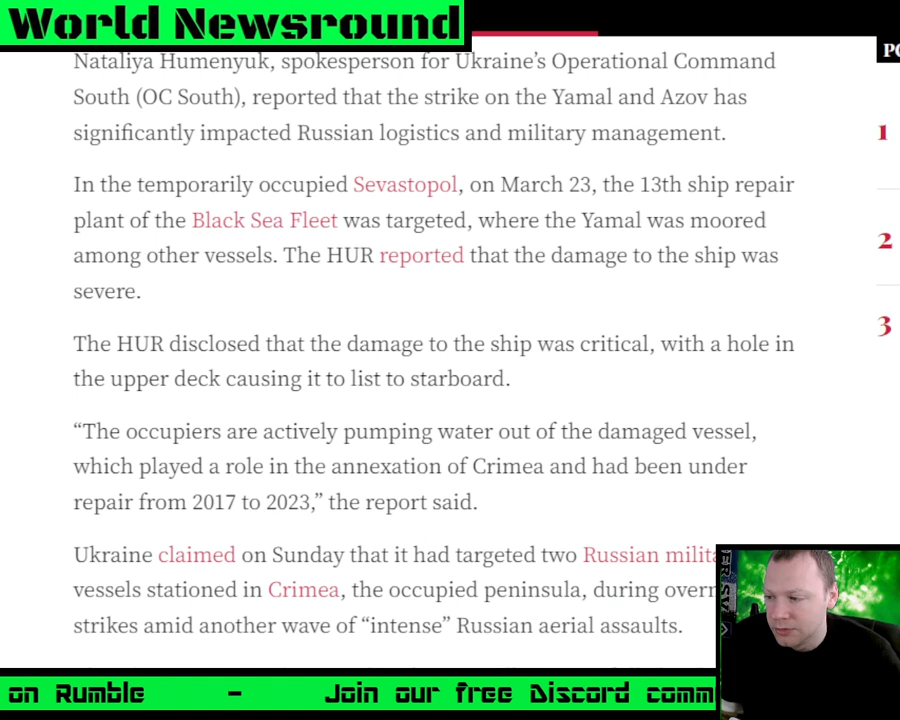 World Newsround
Nataliya Humenyuk, spokesperson for Ukraine's Operational Command
South (OC South), reported that the strike on the Yamal and Azov has
significantly impacted Russian logistics and military management.
In the temporarily occupied Sevastopol, on March 23, the 13th ship repair
plant of the Black Sea Fleet was targeted, where the Yamal was moored
among other vessels. The HUR reported that the damage to the ship was
severe.
The HUR disclosed that the damage to the ship was critical, with a hole in
the upper deck causing it to list to starboard.
“The occupiers are actively pumping water out of the damaged vessel,
which played a role in the annexation of Crimea and had been under
repair from 2017 to 2023,” the report said.
Ukraine claimed on Sunday that it had targeted two Russian milita
vessels stationed in Crimea, the occupied peninsula, during overn
strikes amid another wave of “intense” Russian aerial assaults.
PO
1
2
3
on Rumble - Join our free Discord comm